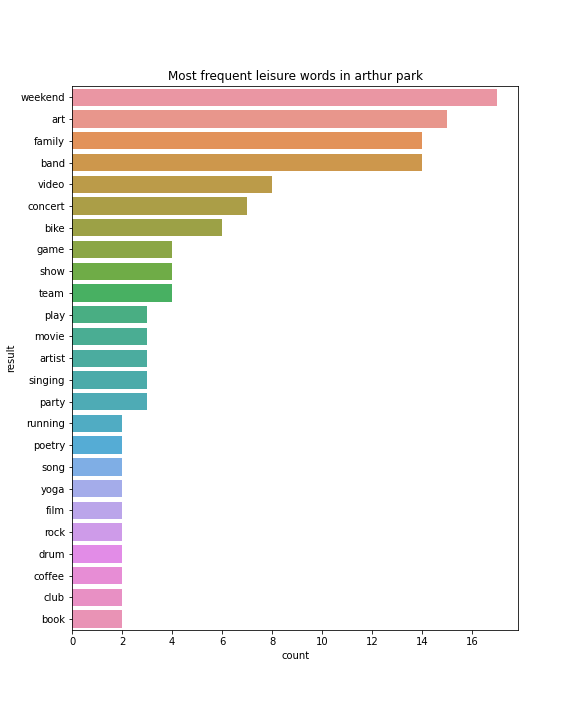 Most frequent leisure words in arthur park
weekend
art
family
band
video
concert
bike
game
show
team
play
movie
artist
singing
party
running
poetry
song
yoga
film
rock
drum
coffee
club
book
result
0 2 4 6 8 10 12 14 16
count